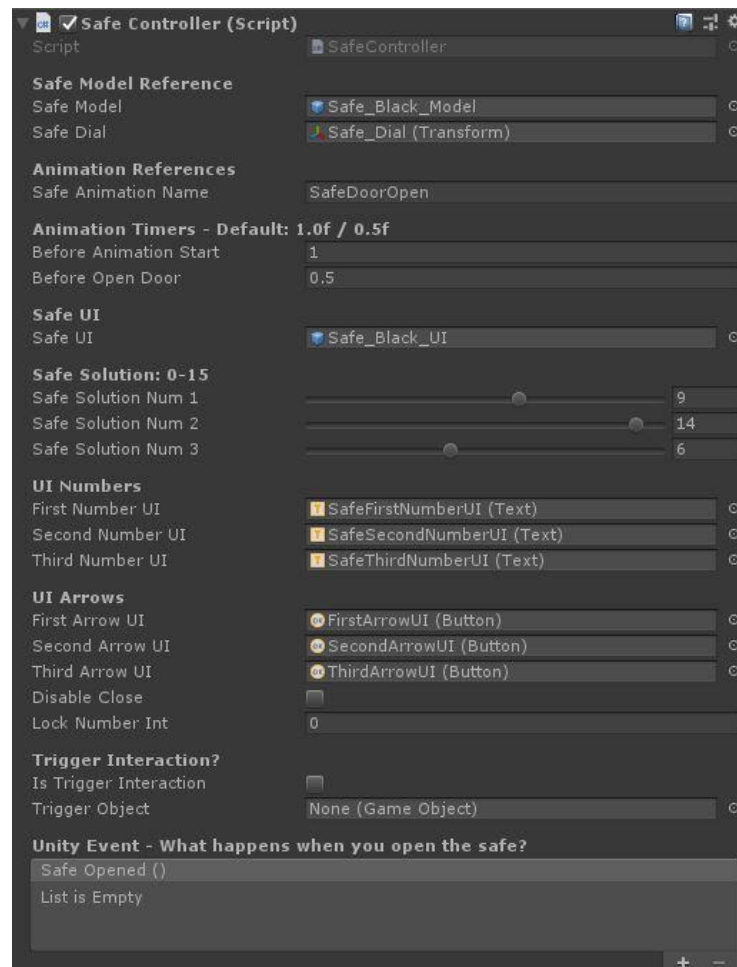 Safe Controller (Script)
Script SafeController
Safe Model Reference
Safe Model Safe_Black_Model
Safe Dial Safe_Dial (Transform)
Animation References
Safe Animation Name SafeDoorOpen
Animation Timers - Default: 1.0f / 0.5f
Before Animation Start 1
Before Open Door 0.5
Safe UI
Safe UI Safe_Black_UI
Safe Solution: 0-15
Safe Solution Num 1 9
Safe Solution Num 2 14
Safe Solution Num 3 6
UI Numbers
First Number UI SafeFirstNumberUI (Text)
Second Number UI SafeSecondNumberUI (Text)
Third Number UI SafeThirdNumberUI (Text)
UI Arrows
First Arrow UI FirstArrowUI (Button)
Second Arrow UI SecondArrowUI (Button)
Third Arrow UI ThirdArrowUI (Button)
Disable Close
Lock Number Int 0
Trigger Interaction?
Is Trigger Interaction
Trigger Object None (Game Object)
Unity Event - What happens when you open the safe?
Safe Opened ()
List is Empty